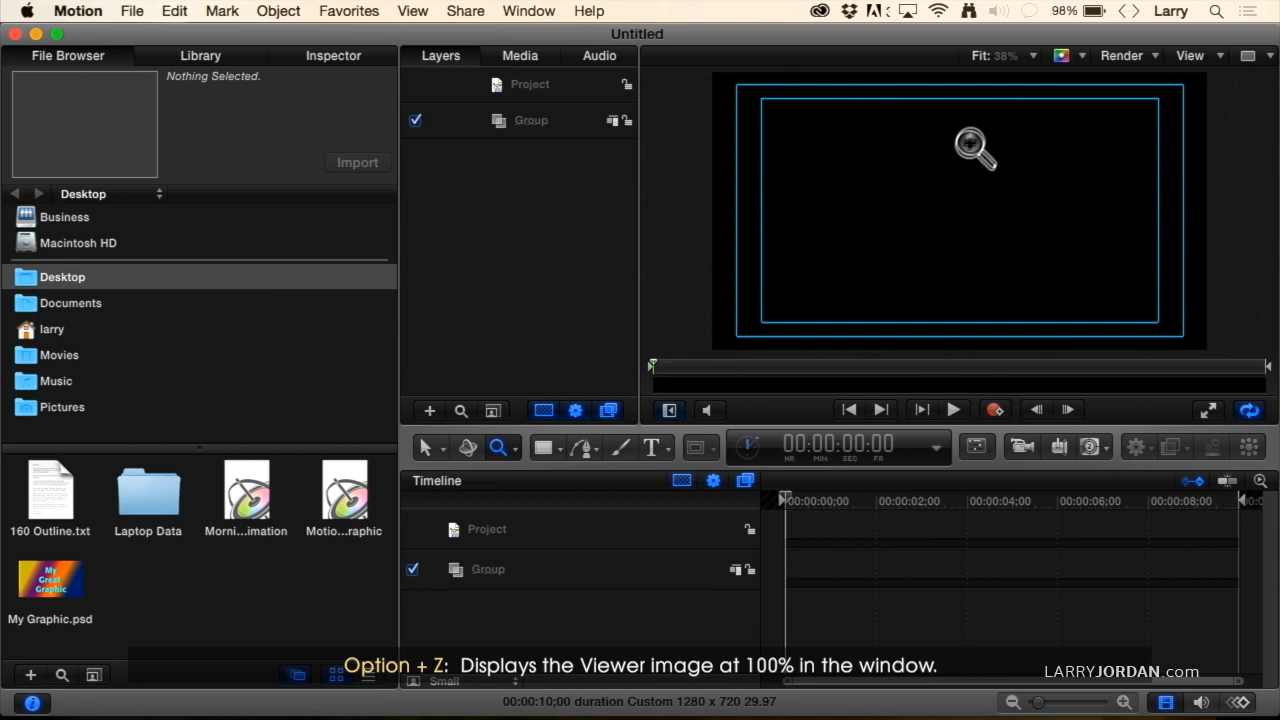 Motion File Edit Mark Object Favorites View Share Window Help 98% Larry
Untitled
File Browser Library Inspector Layers Media Audio Fit: 38% Render View
Nothing Selected.
Project
Group
Import
Desktop
Business
Macintosh HD
Desktop
Documents
larry
Movies
Music
Pictures
00:00:00:00
HR MIN SEC FR
Timeline
00:00:00;00 00:00:02;00 00:00:04;00 00:00:06;00 00:00:08;00
Project
Group
160 Outline.txt Laptop Data Morni...imation Motio...raphic
My Graphic.psd
Option + Z: Displays the Viewer image at 100% in the window.
LARRYJORDAN.com
Small
00:00:10;00 duration Custom 1280 x 720 29.97